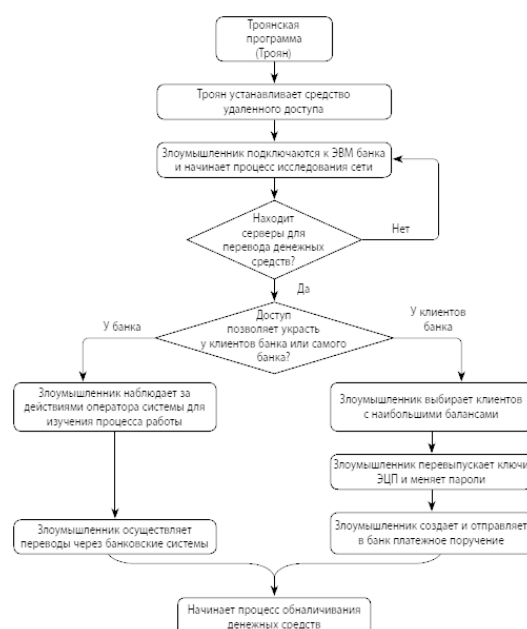 Троянская
программа
(Троян)
Троян устанавливает средство
удаленного доступа
Злоумышленник подключаются к ЭВМ банка
и начинает процесс исследования сети
Находит
серверы для
перевода денежных
средств?
Нет
Да
Доступ
позволяет украсть
у клиентов банка или самого
банка?
У банка
У клиентов
банка
Злоумышленник наблюдает за
действиями оператора системы для
изучения процесса работы
Злоумышленник выбирает клиентов
с наибольшими балансами
Злоумышленник перевыпускает ключи
ЭЦП и меняет пароли
Злоумышленник осуществляет
переводы через банковские системы
Злоумышленник создает и отправляет
в банк платежное поручение
Начинает процесс обналичивания
денежных средств